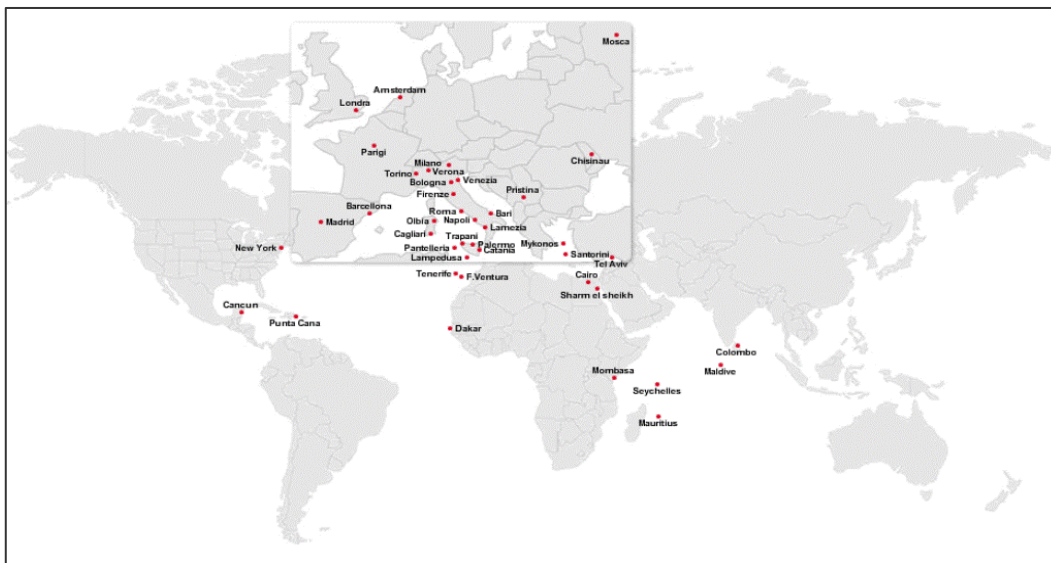 Mosca
Amsterdam
Londra
Parigi
Chisinau
Milano
Verona
Torino
Venezia
Bologna
Pristina
Firenze
Barcellona
Roma
Bari
Madrid
Olbia
Napoli
Lamezia
Cagliari
Trapani
New York
Pantelleria
Palermo
Mykonos
Catania
Santorini
Lampedusa
Tel Aviv
Tenerife
F.Ventura
Cairo
Sharm el sheikh
Cancun
Punta Cana
Dakar
Colombo
Mombasa
Maldive
Seychelles
Mauritius